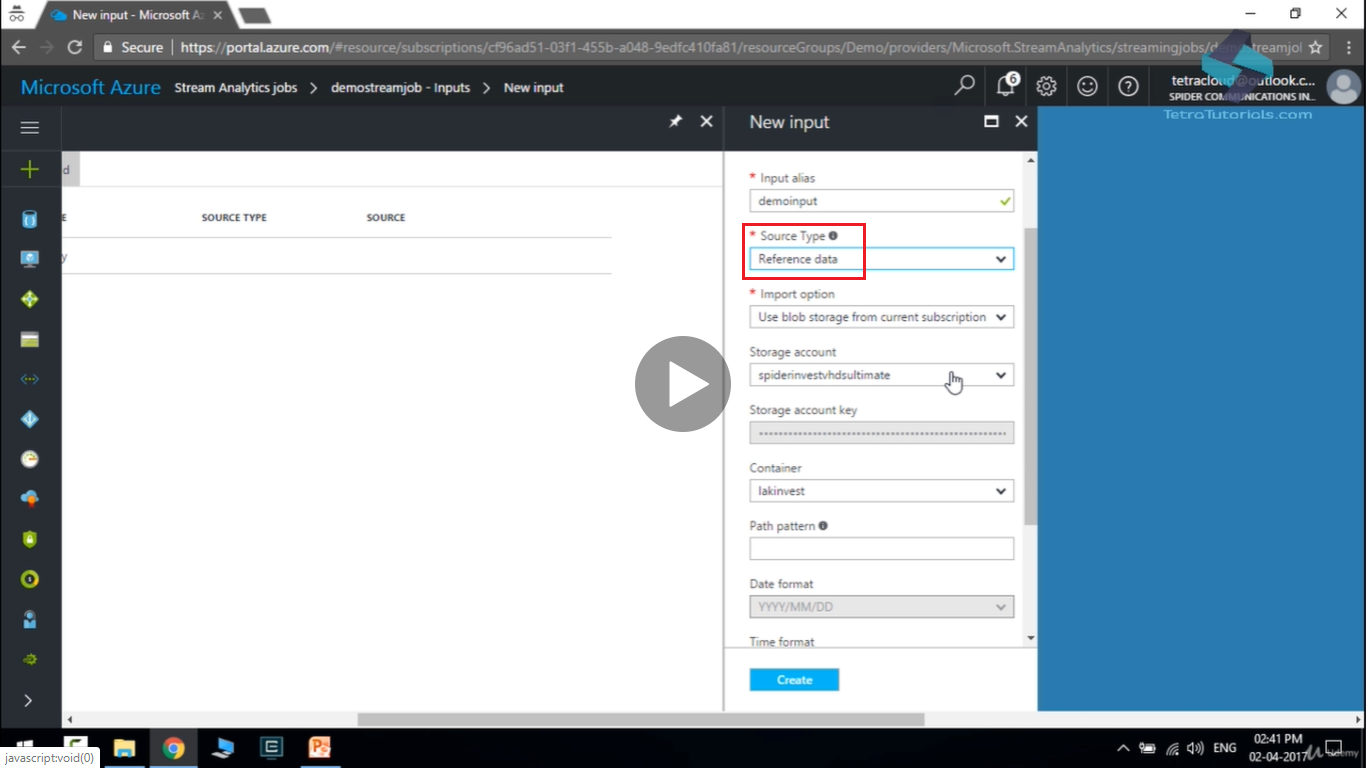 New input - Microsoft Az
Secure
https://portal.azure.com/#resource/subscriptions/cf96ad51-03f1-455b-a048-9edfc410fa81/resourceGroups/Demo/providers/Microsoft.StreamAnalytics/streamingjobs/
Microsoft Azure
Stream Analytics jobs > demostreamjob - Inputs > New input
6
tetracloud@outlook.c...
SPIDER COMMUNICATIONS IN...
TetraTutorials.com
New input
d
E
SOURCE TYPE
SOURCE
y
* Input alias
demoinput
* Source Type
Reference data
* Import option
Use blob storage from current subscription
Storage account
spiderinvestvhdsultimate
Storage account key
Container
lakinvest
Path pattern
Date format
YYYY/MM/DD
Time format
Create
javascript:void(0)
ENG
02:41 PM
02-04-2017
Udemy